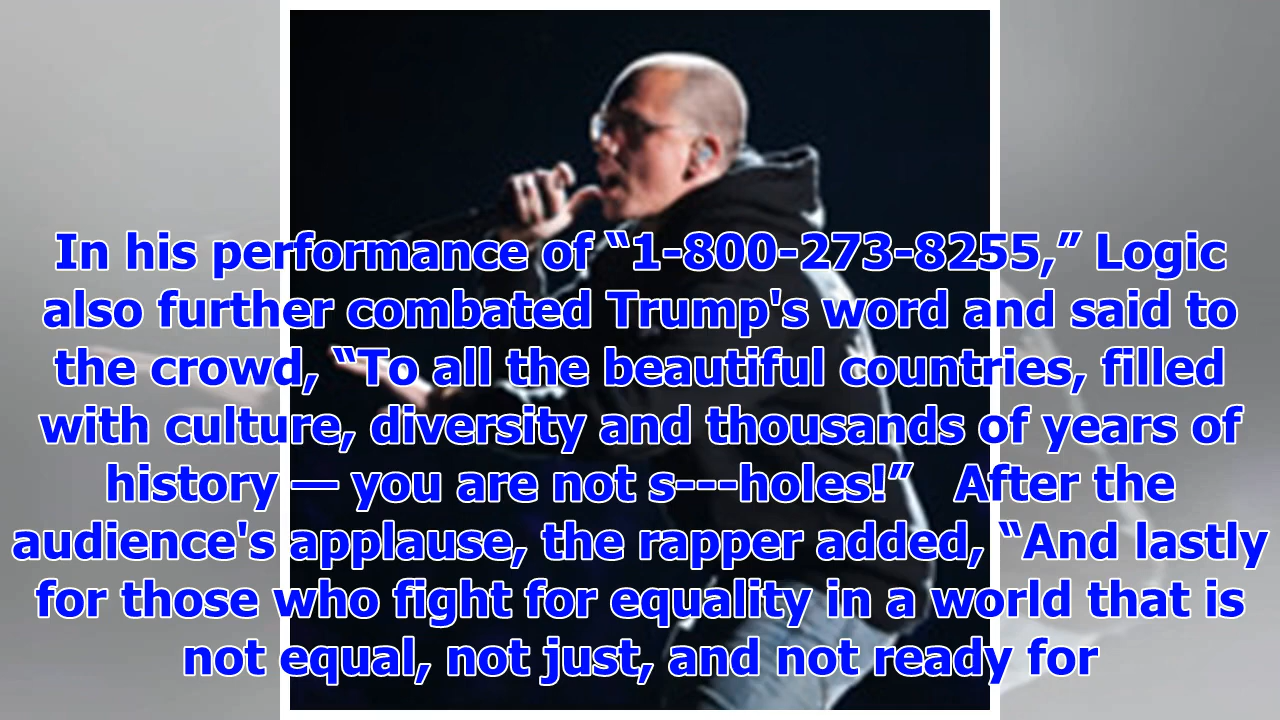 In his performance of “1-800-273-8255,” Logic
also further combated Trump's word and said to
the crowd, “To all the beautiful countries, filled
with culture, diversity and thousands of years of
history — you are not s---holes!”   After the
audience's applause, the rapper added, “And lastly
for those who fight for equality in a world that is
not equal, not just, and not ready for